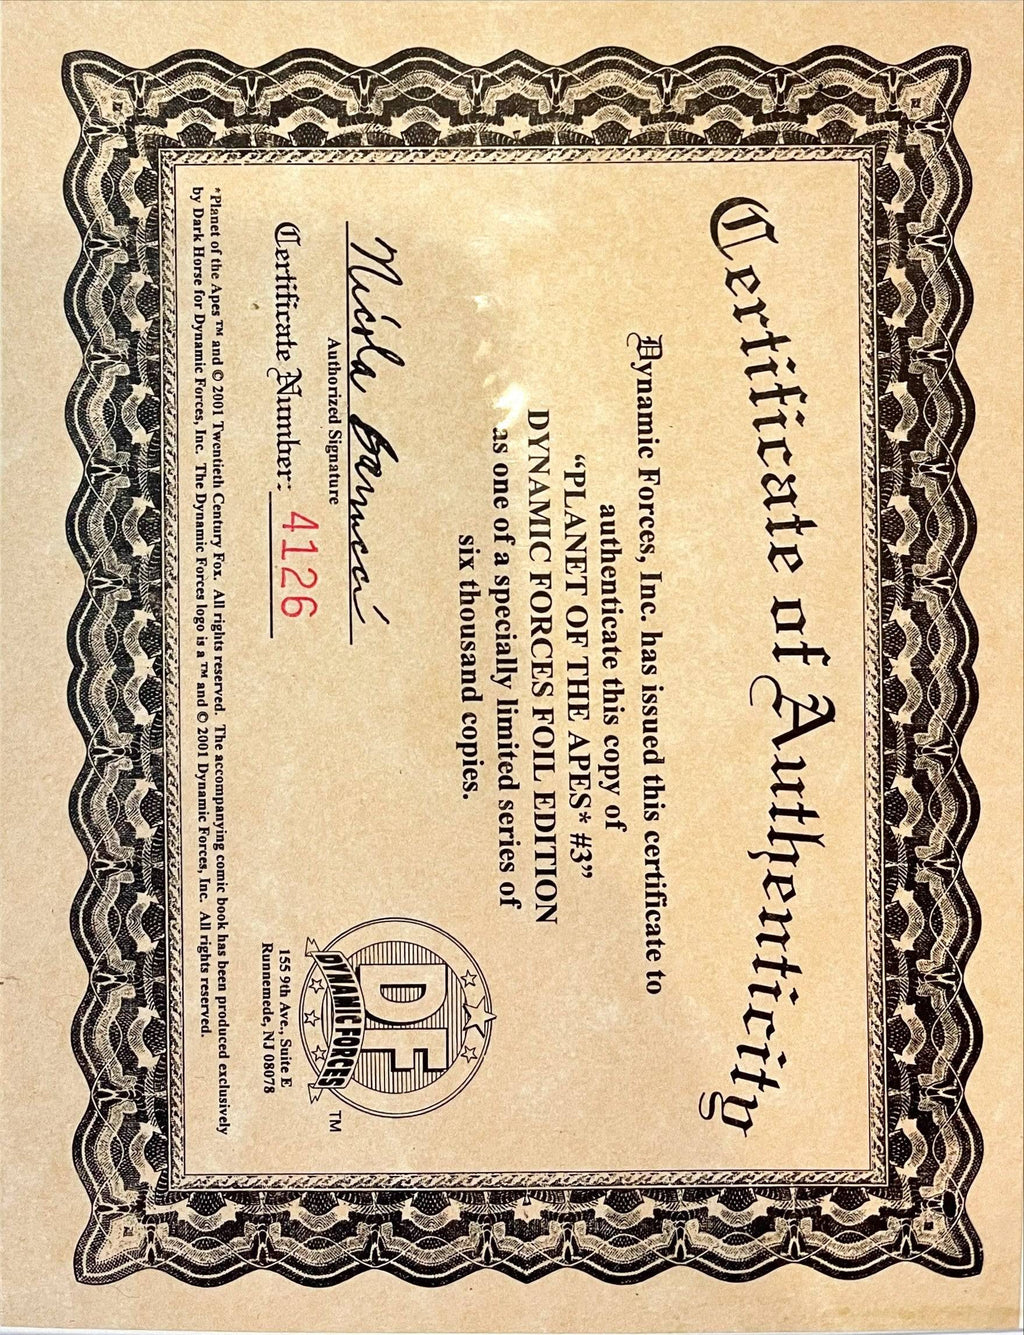 Certificate of Authenticity
Dynamic Forces, Inc. has issued this certificate to
authenticate this copy of
“PLANET OF THE APES* #3”
DYNAMIC FORCES FOIL EDITION
as one of a specially limited series of
six thousand copies.
Nicola Barrucci
Authorized Signature
Certificate Number: 4126
DF
DYNAMIC FORCES
TM
155 9th Ave., Suite E
Runnemede, NJ 08078
*Planet of the Apes ™ and © 2001 Twentieth Century Fox. All rights reserved. The accompanying comic book has been produced exclusively
by Dark Horse for Dynamic Forces, Inc. The Dynamic Forces logo is a ™ and © 2001 Dynamic Forces, Inc. All rights reserved.